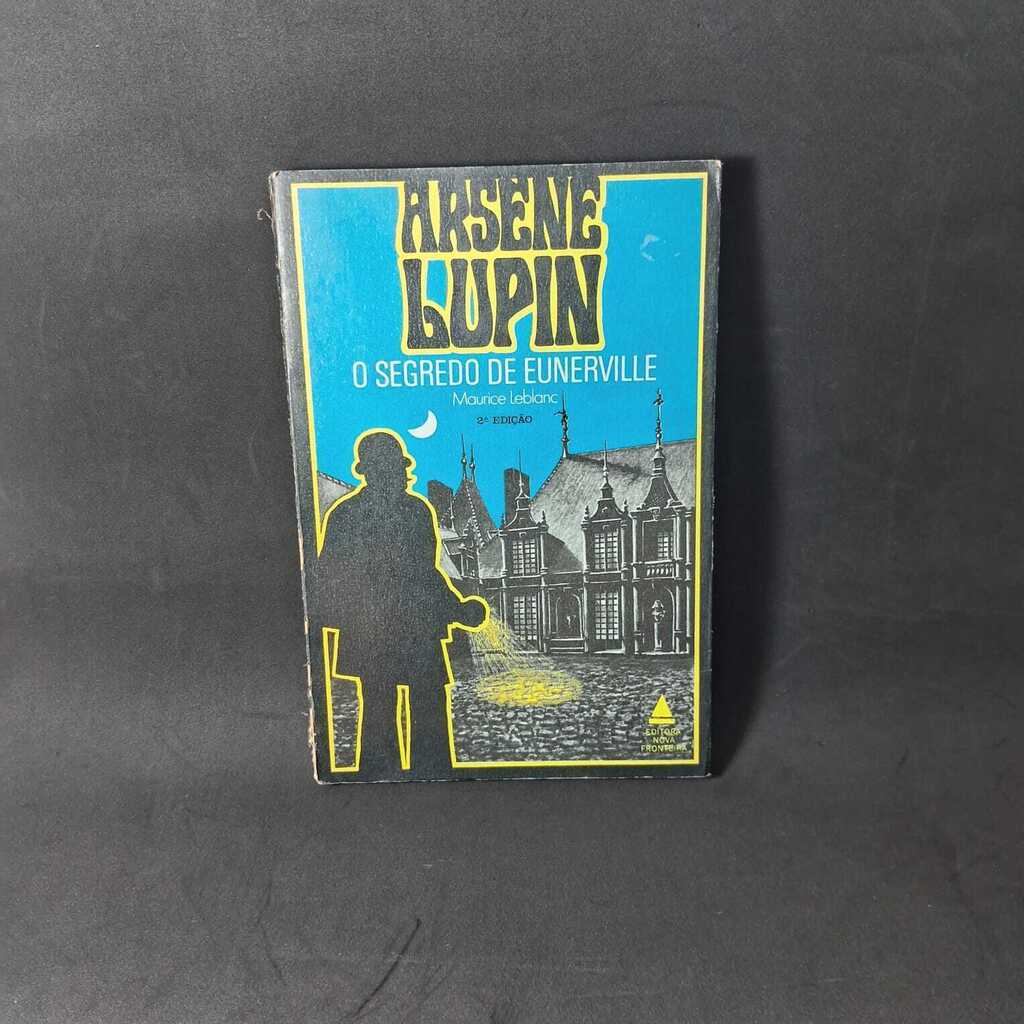 ARSÈNE
LUPIN
O SEGREDO DE EUNERVILLE
Maurice Leblanc
2ª EDIÇÃO
EDITORA
NOVA
FRONTEIRA